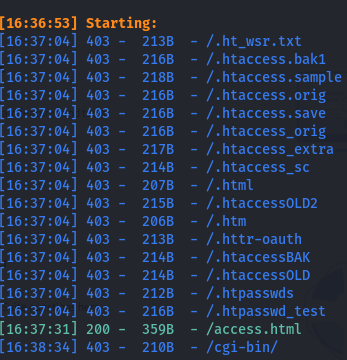 [16:36:53] Starting:
[16:37:04] 403 - 213B - /.ht_wsr.txt
[16:37:04] 403 - 216B - /.htaccess.bak1
[16:37:04] 403 - 218B - /.htaccess.sample
[16:37:04] 403 - 216B - /.htaccess.orig
[16:37:04] 403 - 216B - /.htaccess.save
[16:37:04] 403 - 216B - /.htaccess_orig
[16:37:04] 403 - 217B - /.htaccess_extra
[16:37:04] 403 - 214B - /.htaccess_sc
[16:37:04] 403 - 207B - /.html
[16:37:04] 403 - 215B - /.htaccessOLD2
[16:37:04] 403 - 206B - /.htm
[16:37:04] 403 - 213B - /.httr-oauth
[16:37:04] 403 - 214B - /.htaccessBAK
[16:37:04] 403 - 214B - /.htaccessOLD
[16:37:04] 403 - 212B - /.htpasswds
[16:37:04] 403 - 216B - /.htpasswd_test
[16:37:31] 200 - 359B - /access.html
[16:38:34] 403 - 210B - /cgi-bin/